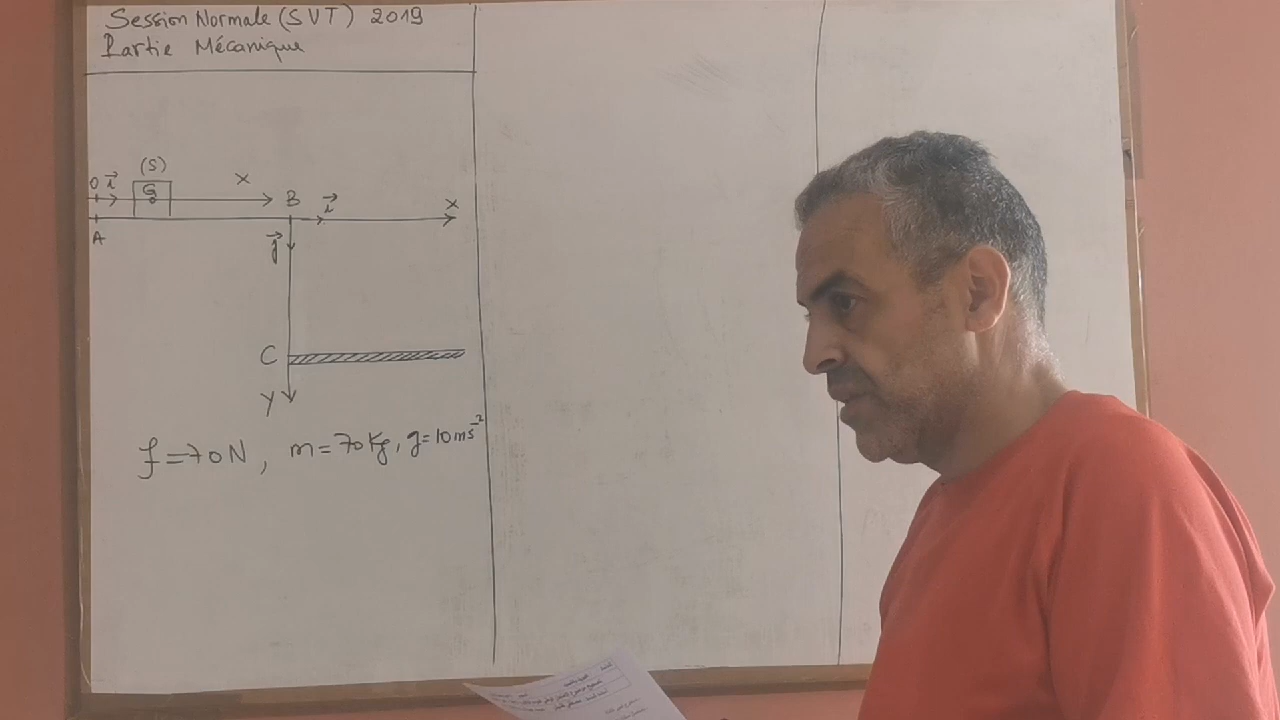 Session Normale (SVT) 2019
Partie Mécanique
(S)
O i G x B i x
A
j
C
y
f = 70 N , m = 70 Kg , g = 10 ms⁻²